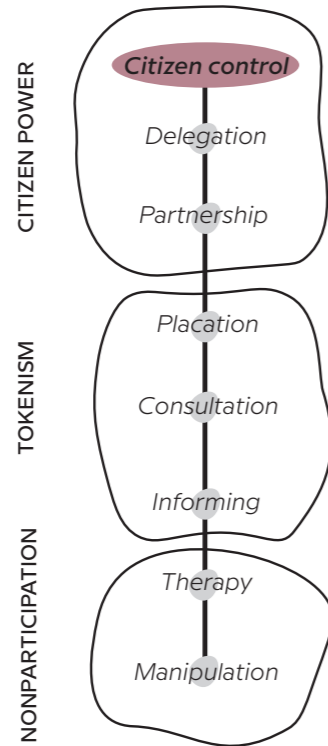 CITIZEN POWER
Citizen control
Delegation
Partnership
TOKENISM
Placation
Consultation
Informing
NONPARTICIPATION
Therapy
Manipulation